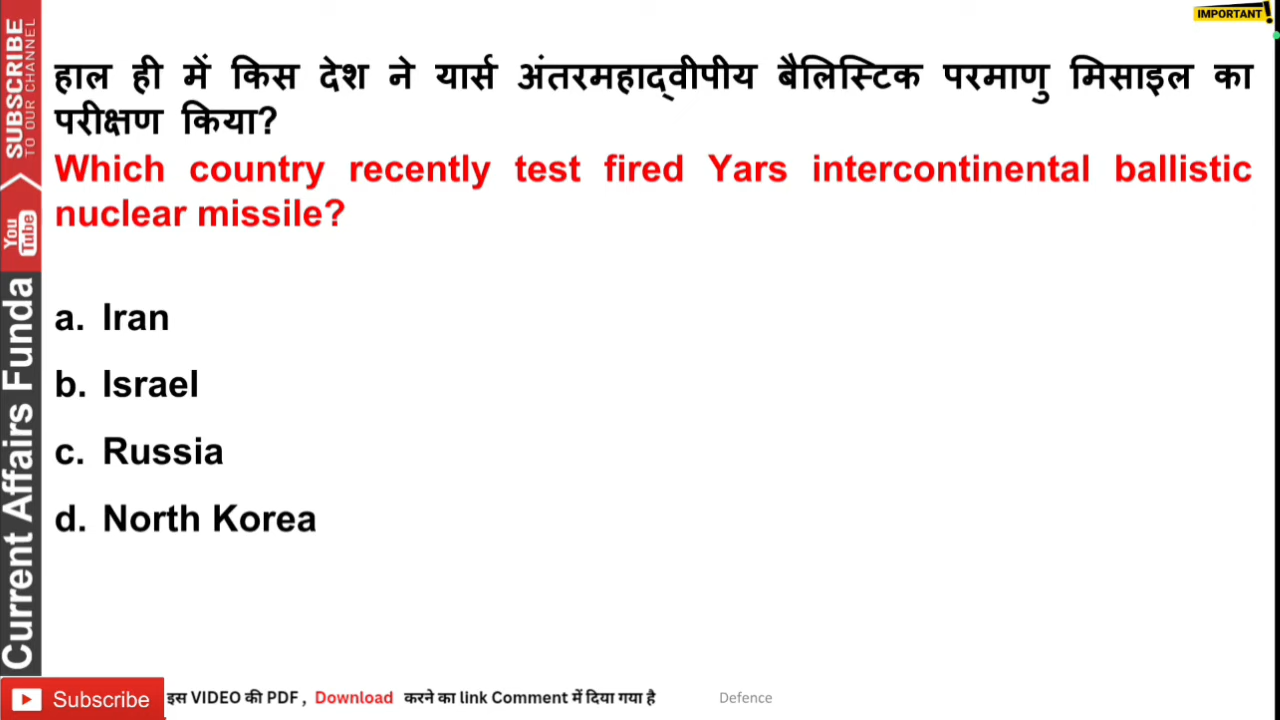 IMPORTANT
हाल ही में किस देश ने यार्स अंतरमहाद्वीपीय बैलिस्टिक परमाणु मिसाइल का
परीक्षण किया?
Which country recently test fired Yars intercontinental ballistic
nuclear missile?
a. Iran
b. Israel
c. Russia
d. North Korea
SUBSCRIBE
TO OUR CHANNEL
You
Tube
Current Affairs Funda
Subscribe
इस VIDEO की PDF , Download करने का link Comment में दिया गया है
Defence